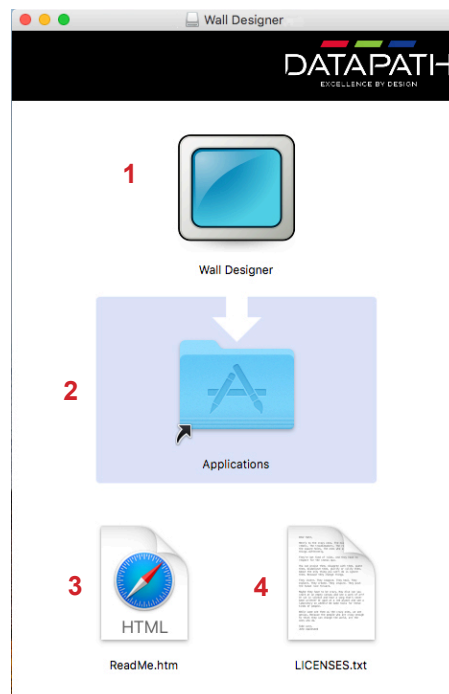 Wall Designer
DATAPATH
EXCELLENCE BY DESIGN
1
Wall Designer
2
Applications
3
HTML
ReadMe.htm
4
LICENSES.txt